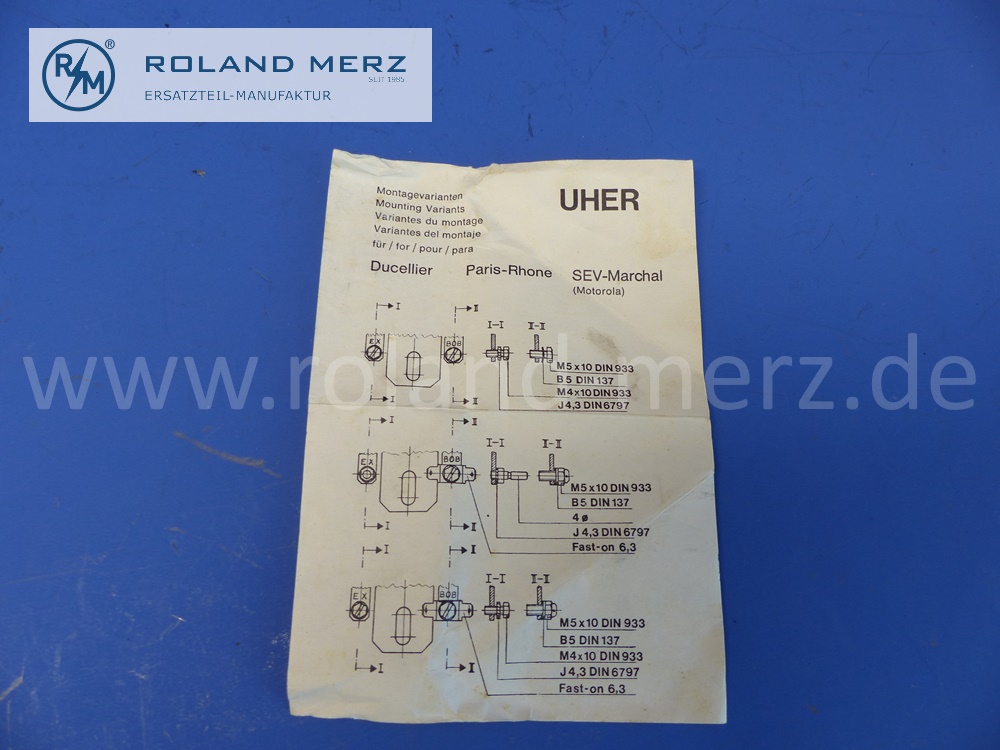 R/M®
ROLAND MERZ
SEIT 1985
ERSATZTEIL-MANUFAKTUR
Montagevarianten
Mounting Variants
Variantes du montage
Variantes del montaje
für / for / pour / para
UHER
Ducellier Paris-Rhone SEV-Marchal
(Motorola)
I I
I-I I-I
EX BOB
M5x10 DIN 933
B5 DIN 137
M4x10 DIN 933
J4,3 DIN 6797
I I
www.rolandmerz.de
I I
I-I I-I
EX BOB
M5x10 DIN 933
B5 DIN 137
4 ø
J4,3 DIN 6797
Fast-on 6,3
I I
I I
I-I I-I
EX BOB
M5x10 DIN 933
B5 DIN 137
M4x10 DIN 933
J4,3 DIN 6797
Fast-on 6,3
I I